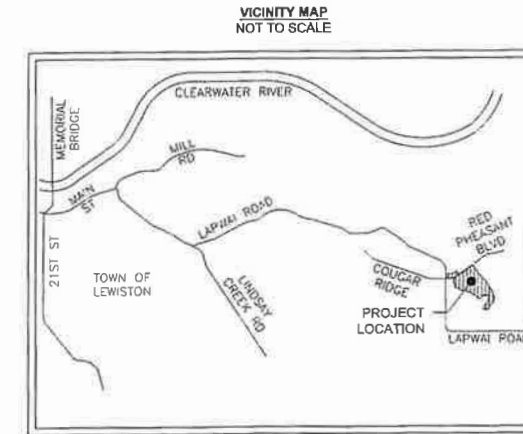 VICINITY MAP
NOT TO SCALE
CLEARWATER RIVER
MEMORIAL
BRIDGE
MILL
RD
MAIN
ST
21ST ST
LAPWAI ROAD
RED
PHEASANT
BLVD
TOWN OF
LEWISTON
LINDSAY
CREEK RD
COUGAR
RIDGE
PROJECT
LOCATION
LAPWAI ROAD